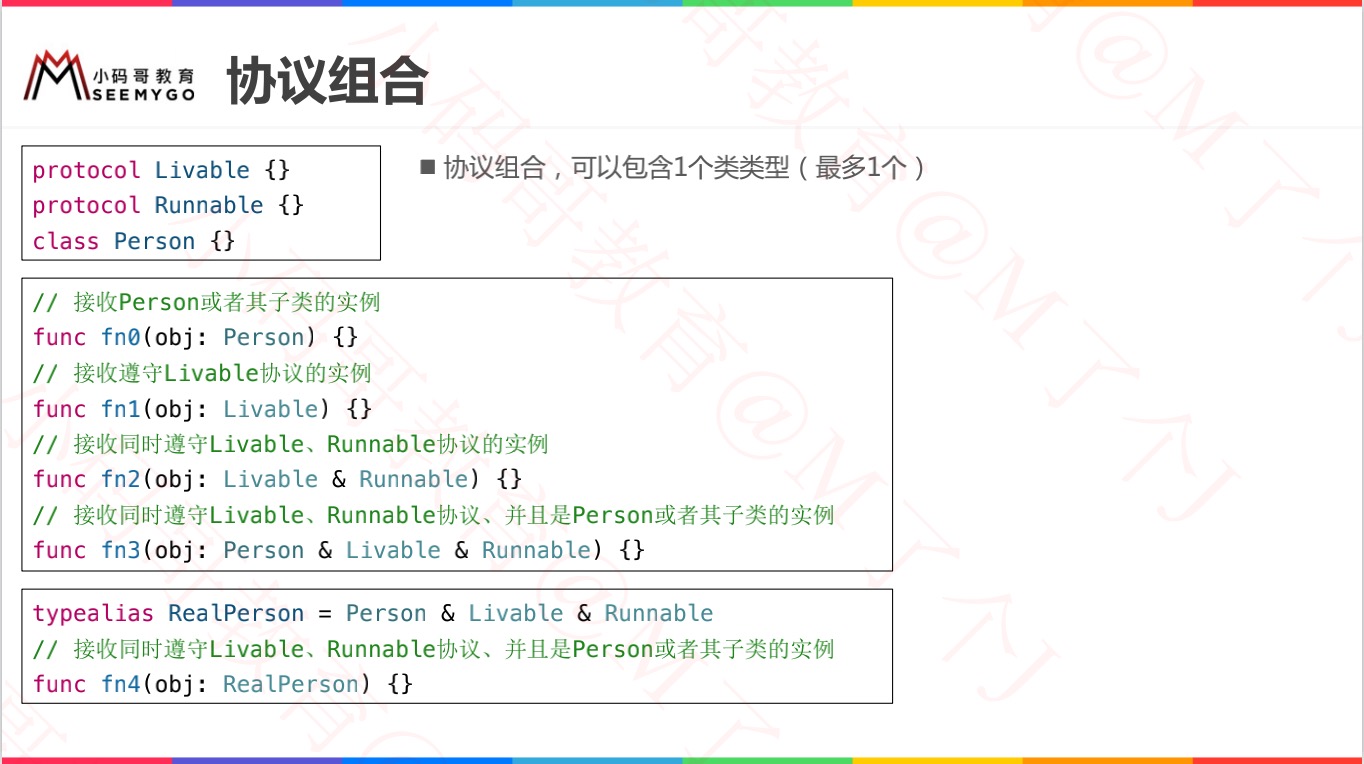 小码哥教育
SEEMYGO
协议组合
protocol Livable {}
protocol Runnable {}
class Person {}
■ 协议组合，可以包含1个类类型（最多1个）
// 接收Person或者其子类的实例
func fn0(obj: Person) {}
// 接收遵守Livable协议的实例
func fn1(obj: Livable) {}
// 接收同时遵守Livable、Runnable协议的实例
func fn2(obj: Livable & Runnable) {}
// 接收同时遵守Livable、Runnable协议、并且是Person或者其子类的实例
func fn3(obj: Person & Livable & Runnable) {}
typealias RealPerson = Person & Livable & Runnable
// 接收同时遵守Livable、Runnable协议、并且是Person或者其子类的实例
func fn4(obj: RealPerson) {}
小码哥教育@M了个J